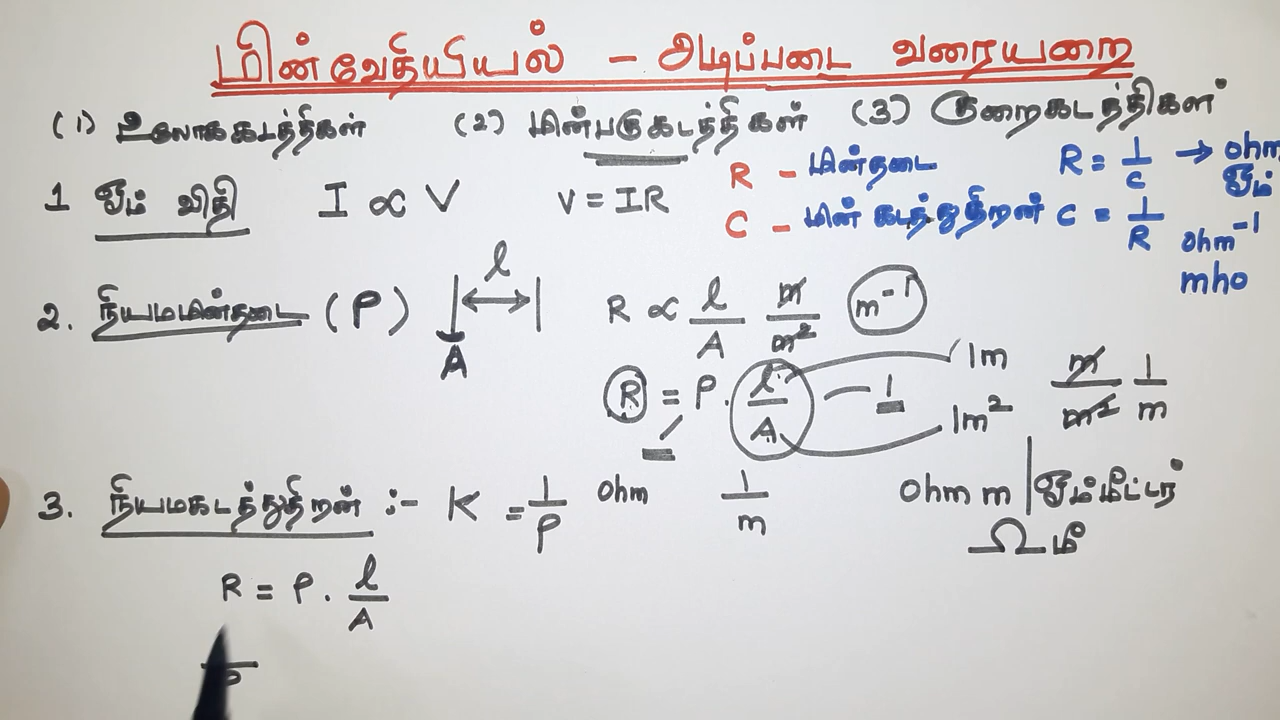 மின்வேதியியல் - அடிப்படை வரையறை
(1) உலோககடத்திகள் (2) மின்பகுகடத்திகள் (3) குறைகடத்திகள்
R - மின்தடை R = 1/C → ohm ஓம்
1 ஓம் விதி I ∝ V V = IR
C - மின் கடத்துதிறன் C = 1/R ohm⁻¹ mho
2. நியமமின்தடை (ρ) l A R ∝ l/A m/m² m⁻¹
R = ρ. l/A 1 1m 1m² m/m² 1/m
3. நியமகடத்துதிறன் :- K = 1/ρ ohm 1/m ohm m | ஓம்மீட்டர்
Ωமீ
R = ρ. l/A